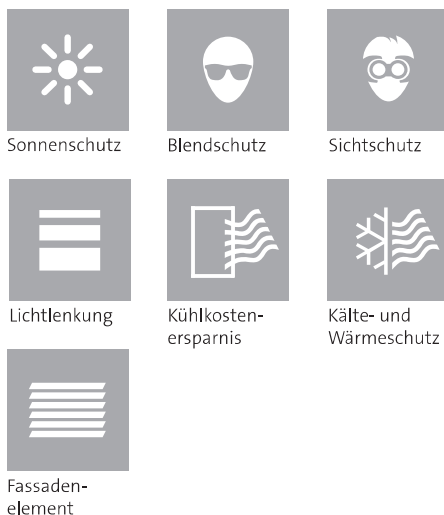 Sonnenschutz
Blendschutz
Sichtschutz
Lichtlenkung
Kühlkosten-
ersparnis
Kälte- und
Wärmeschutz
Fassaden-
element